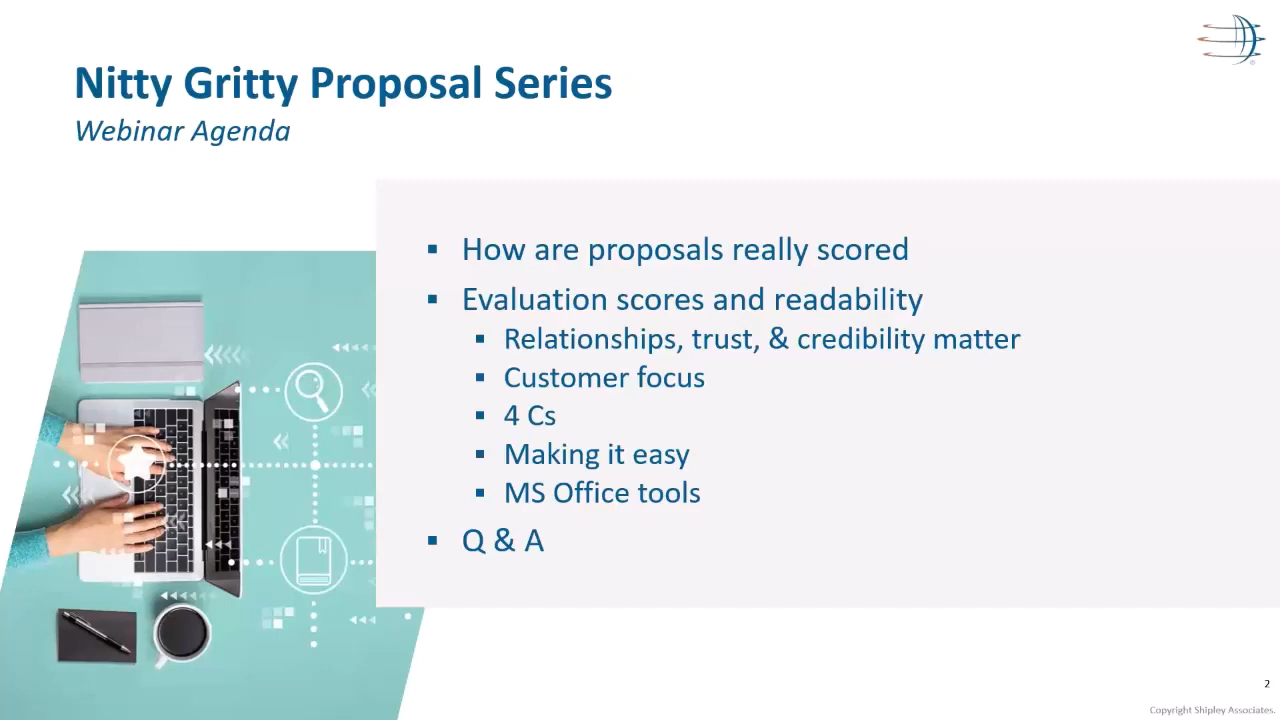 Nitty Gritty Proposal Series
Webinar Agenda
▪ How are proposals really scored
▪ Evaluation scores and readability
▪ Relationships, trust, & credibility matter
▪ Customer focus
▪ 4 Cs
▪ Making it easy
▪ MS Office tools
▪ Q & A
2
Copyright Shipley Associates.